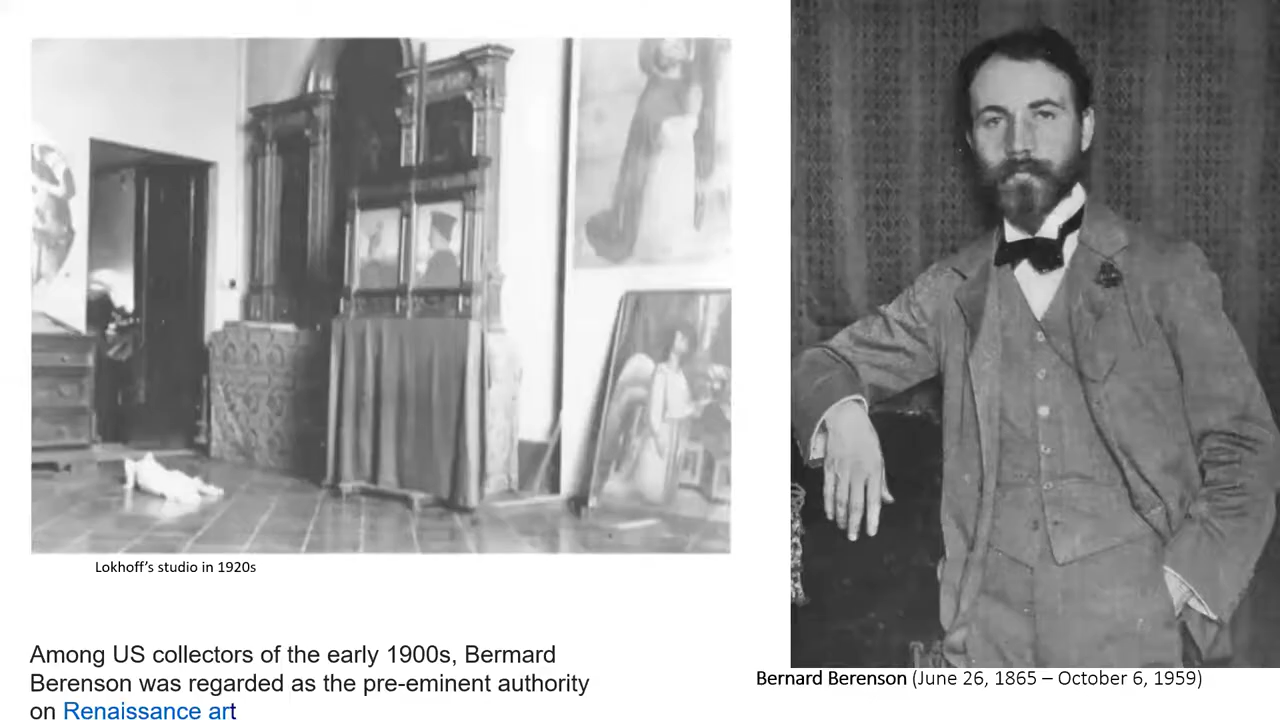 Lokhoff's studio in 1920s
Among US collectors of the early 1900s, Bermard
Berenson was regarded as the pre-eminent authority
on Renaissance art
Bernard Berenson (June 26, 1865 – October 6, 1959)